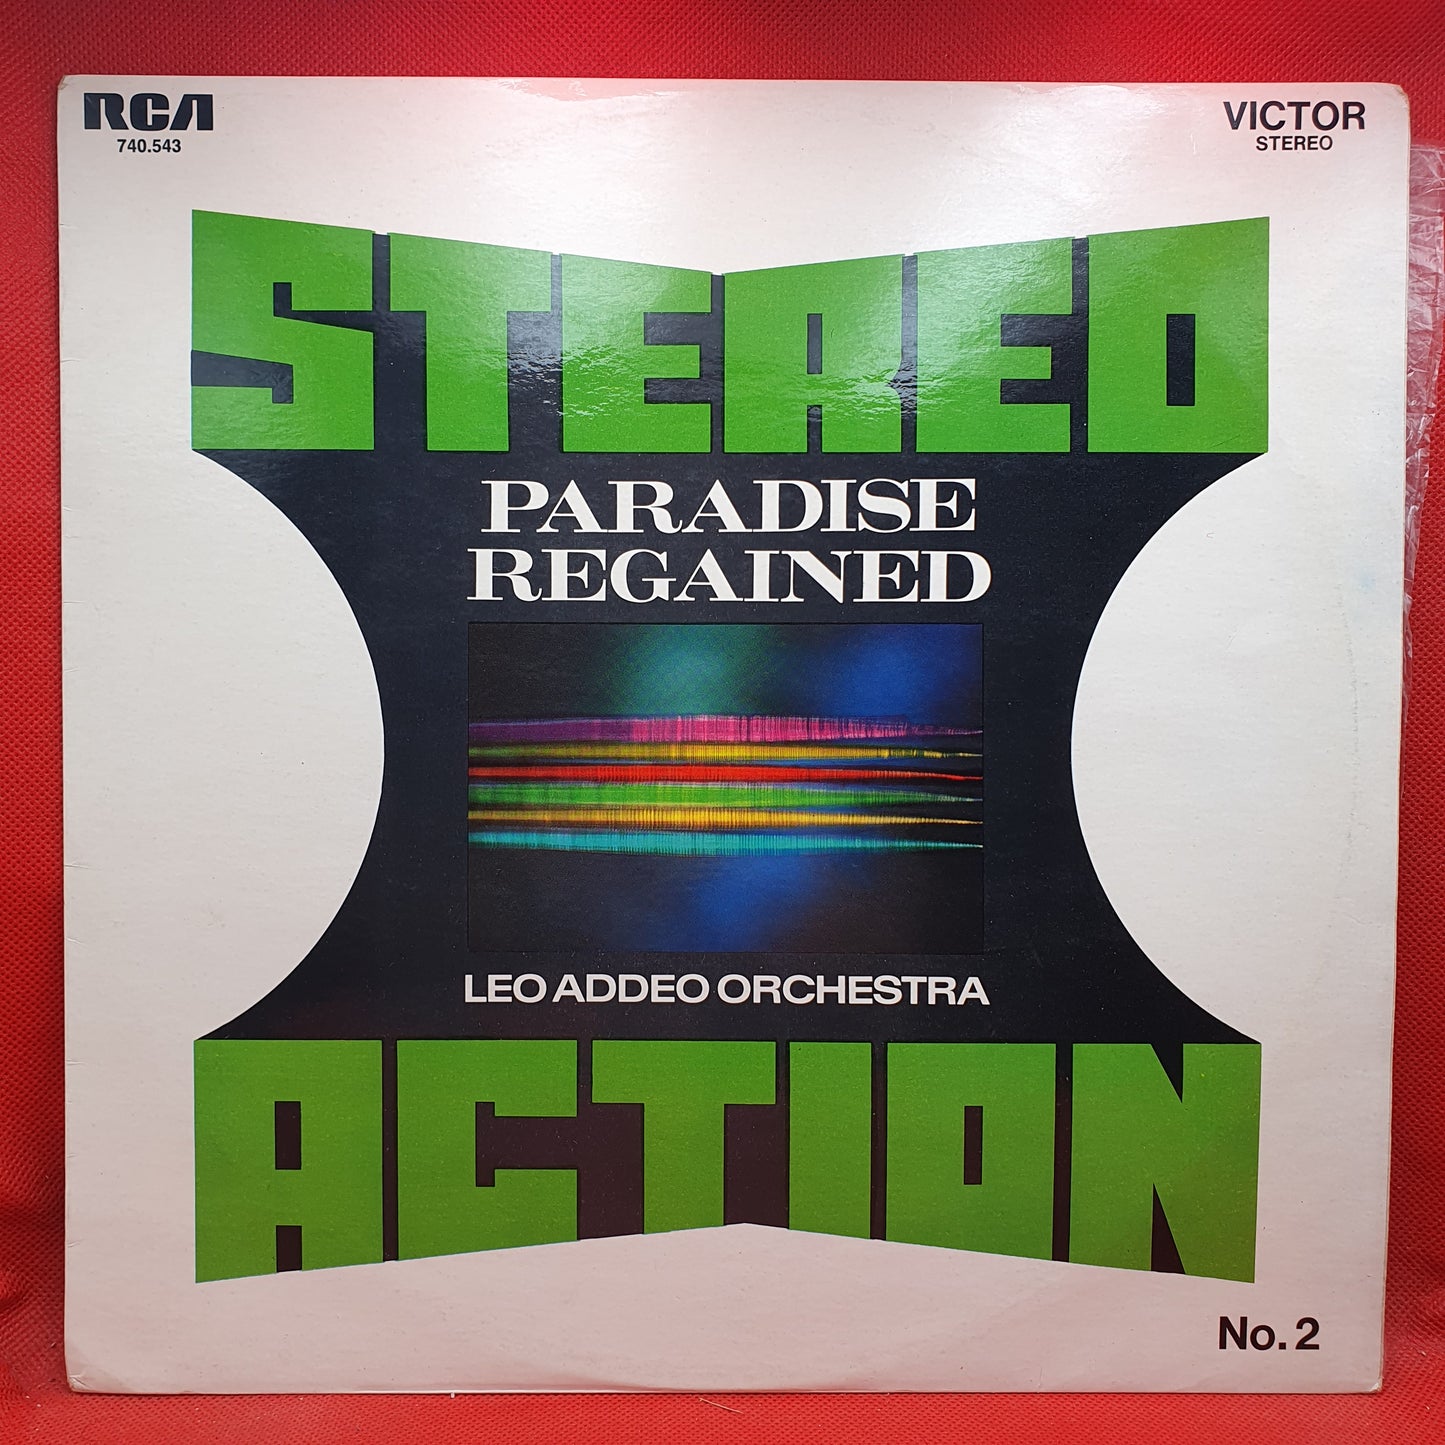 RCA
740.543
VICTOR
STEREO
STEREO
PARADISE
REGAINED
LEO ADDEO ORCHESTRA
ACTION
No. 2